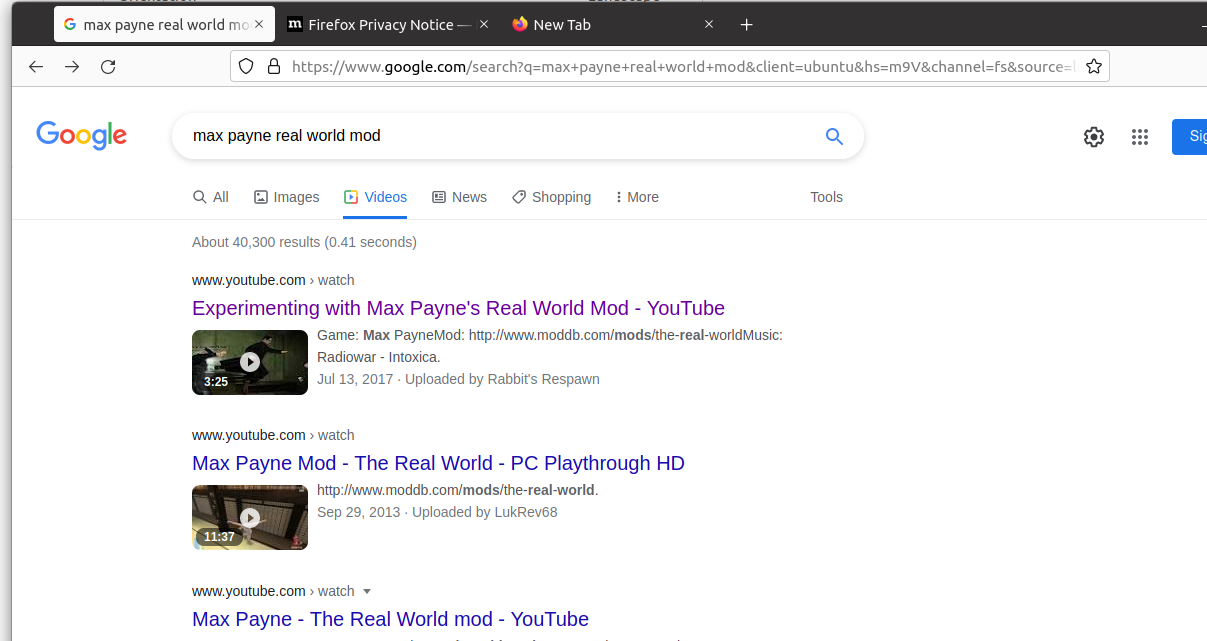 max payne real world mo
Firefox Privacy Notice —
New Tab
https://www.google.com/search?q=max+payne+real+world+mod&client=ubuntu&hs=m9V&channel=fs&source=l
Google
max payne real world mod
Sig
All
Images
Videos
News
Shopping
More
Tools
About 40,300 results (0.41 seconds)
www.youtube.com › watch
Experimenting with Max Payne's Real World Mod - YouTube
Game: Max PayneMod: http://www.moddb.com/mods/the-real-worldMusic:
Radiowar - Intoxica.
3:25
Jul 13, 2017 · Uploaded by Rabbit's Respawn
www.youtube.com › watch
Max Payne Mod - The Real World - PC Playthrough HD
http://www.moddb.com/mods/the-real-world.
Sep 29, 2013 · Uploaded by LukRev68
11:37
www.youtube.com › watch
Max Payne - The Real World mod - YouTube